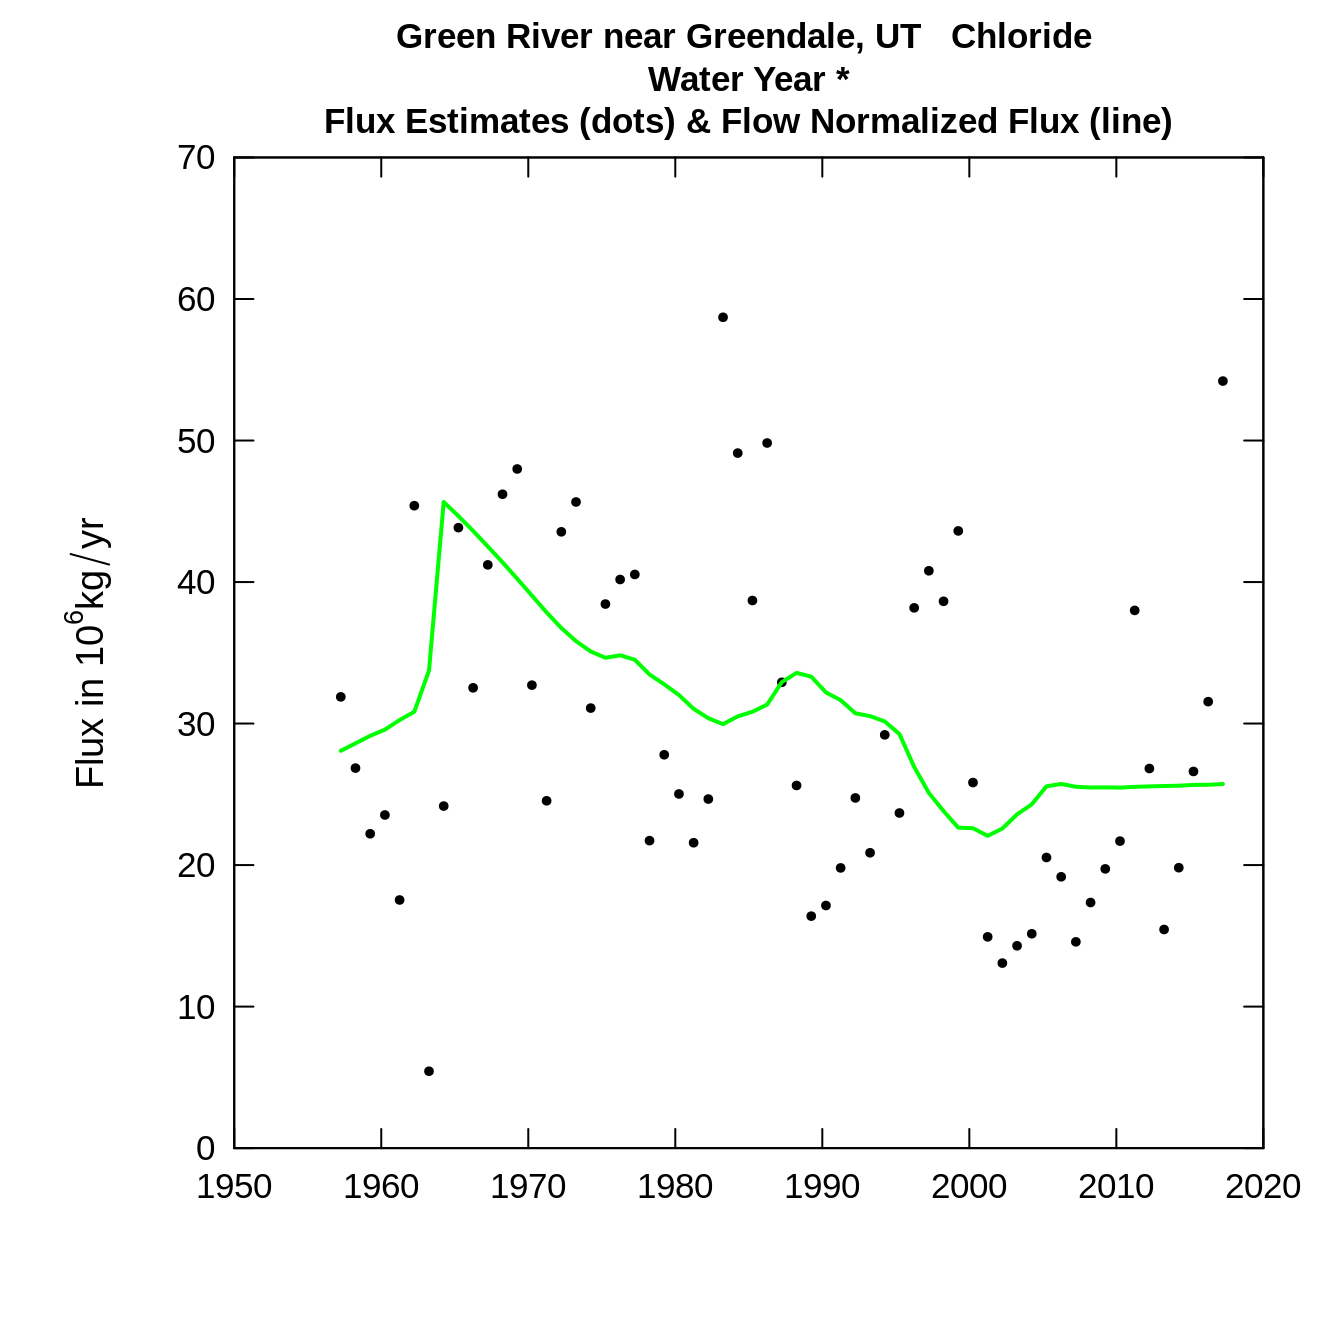 Green River near Greendale, UT   Chloride
Water Year *
Flux Estimates (dots) & Flow Normalized Flux (line)
70
60
50
40
30
20
10
0
Flux in 10⁶kg/yr
1950 1960 1970 1980 1990 2000 2010 2020